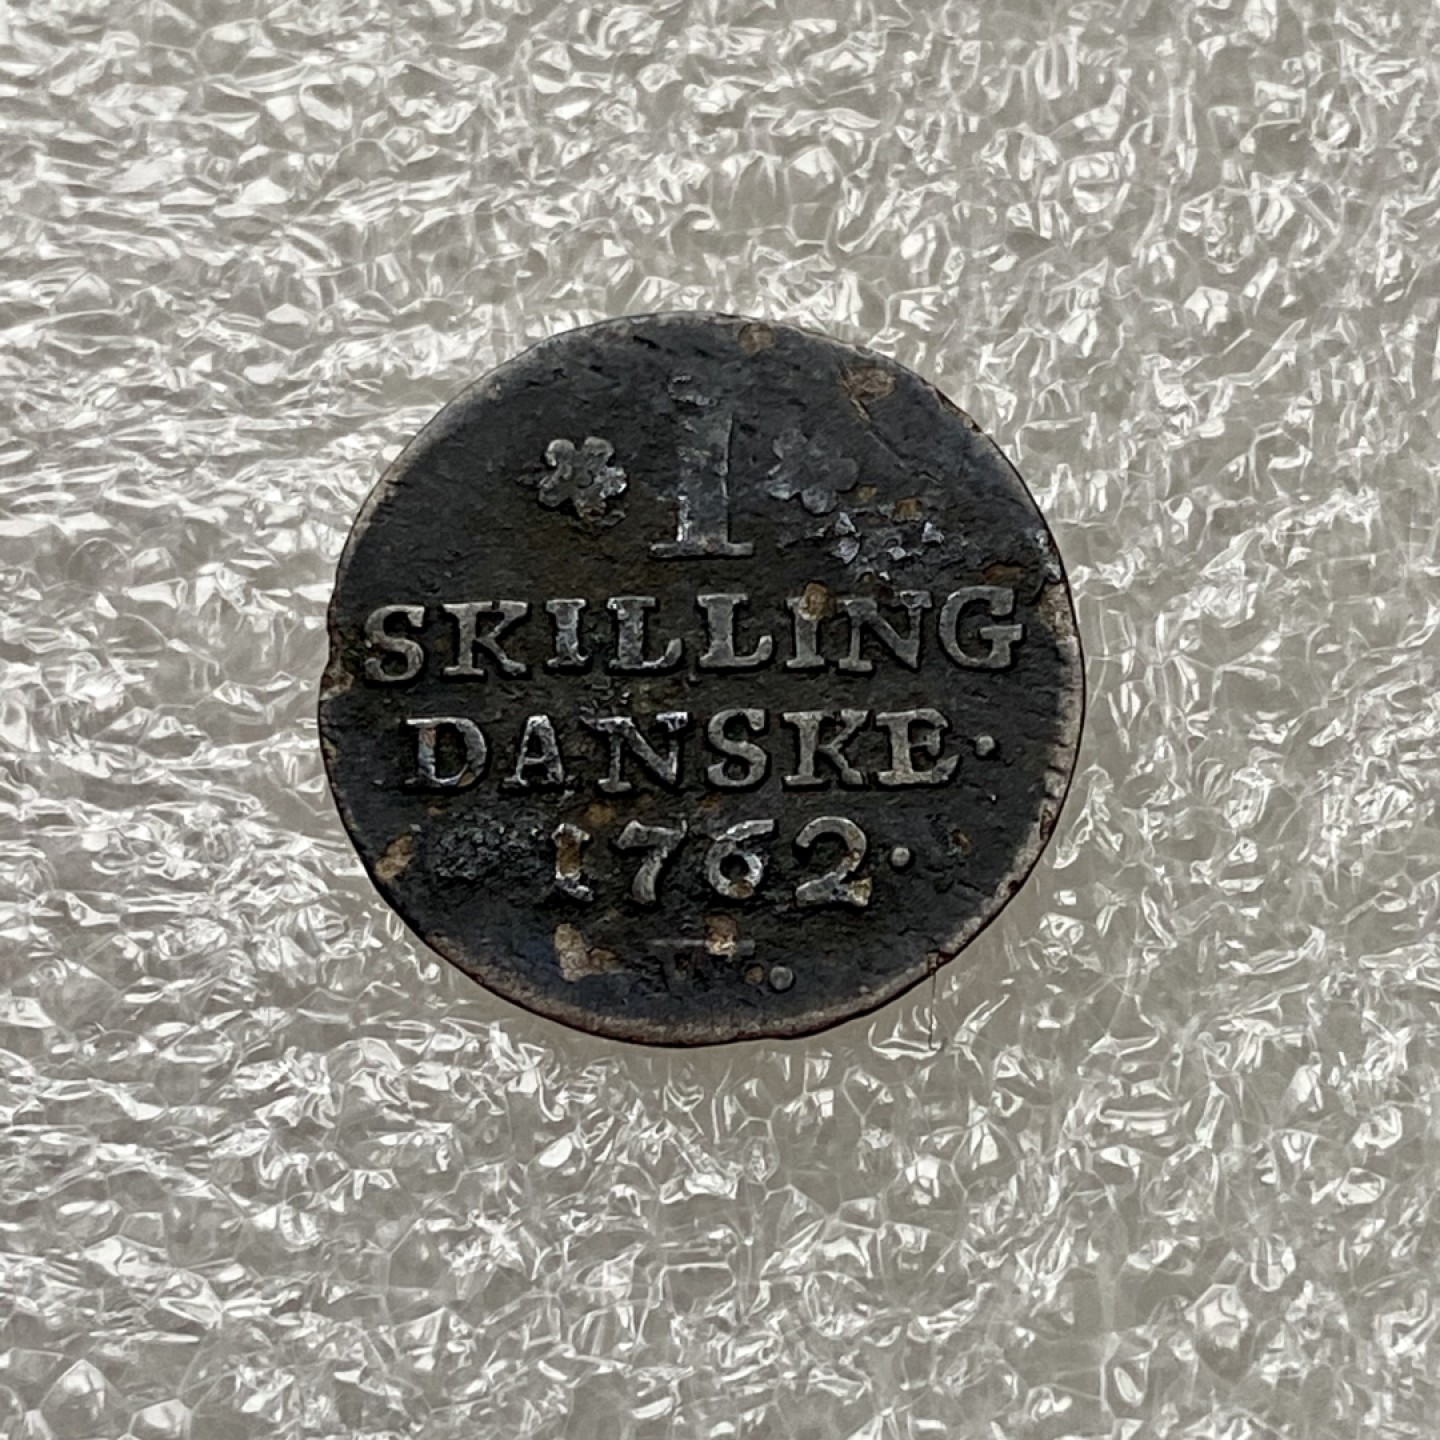 1
SKILLING
DANSKE·
1762·
W·